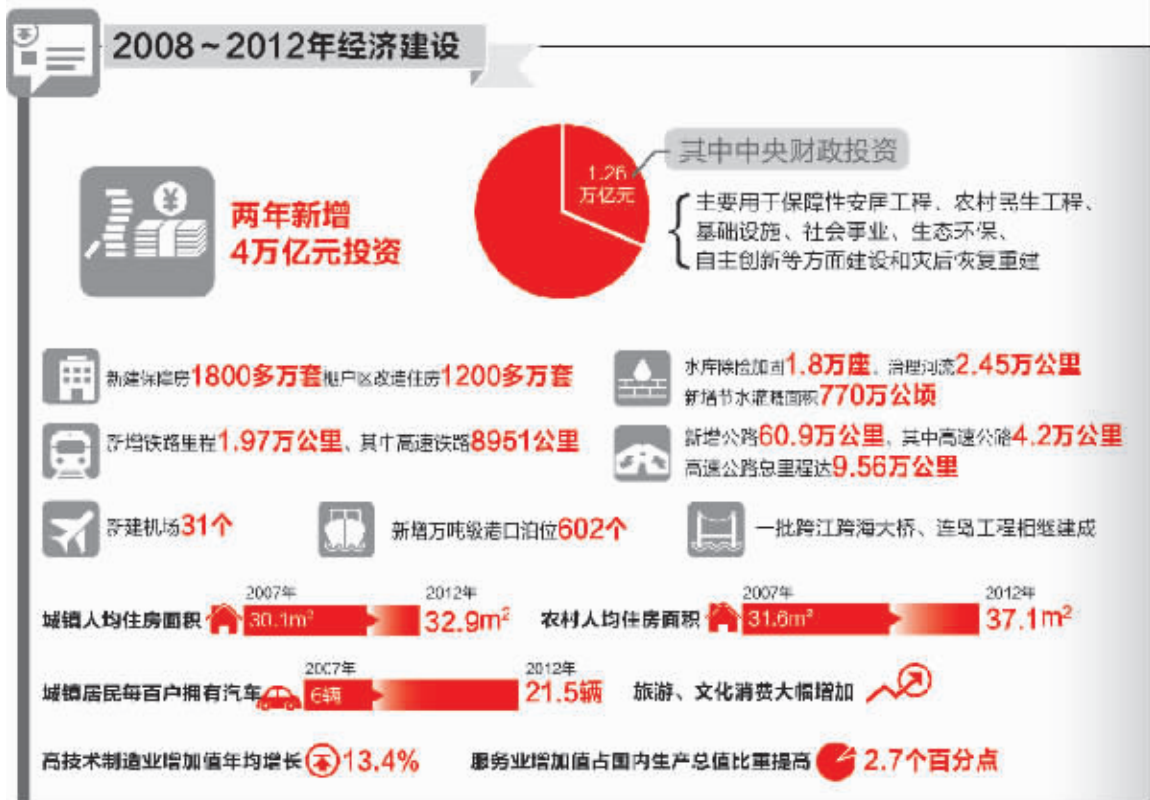 2008～2012年经济建设
两年新增
4万亿元投资
1.26
万亿元
其中中央财政投资
主要用于保障性安居工程、农村民生工程、
基础设施、社会事业、生态环保、
自主创新等方面建设和灾后恢复重建
新建保障房1800多万套棚户区改造住房1200多万套
水库除险加固1.8万座、治理河流2.45万公里
新增节水灌溉面积770万公顷
新增铁路里程1.97万公里、其中高速铁路8951公里
新增公路60.9万公里、其中高速公路4.2万公里
高速公路总里程达9.56万公里
新建机场31个
新增万吨级港口泊位602个
一批跨江跨海大桥、连岛工程相继建成
城镇人均住房面积 2007年 30.1m² 2012年 32.9m²
农村人均住房面积 2007年 31.6m² 2012年 37.1m²
城镇居民每百户拥有汽车 2007年 6辆 2012年 21.5辆
旅游、文化消费大幅增加
高技术制造业增加值年均增长13.4%
服务业增加值占国内生产总值比重提高2.7个百分点